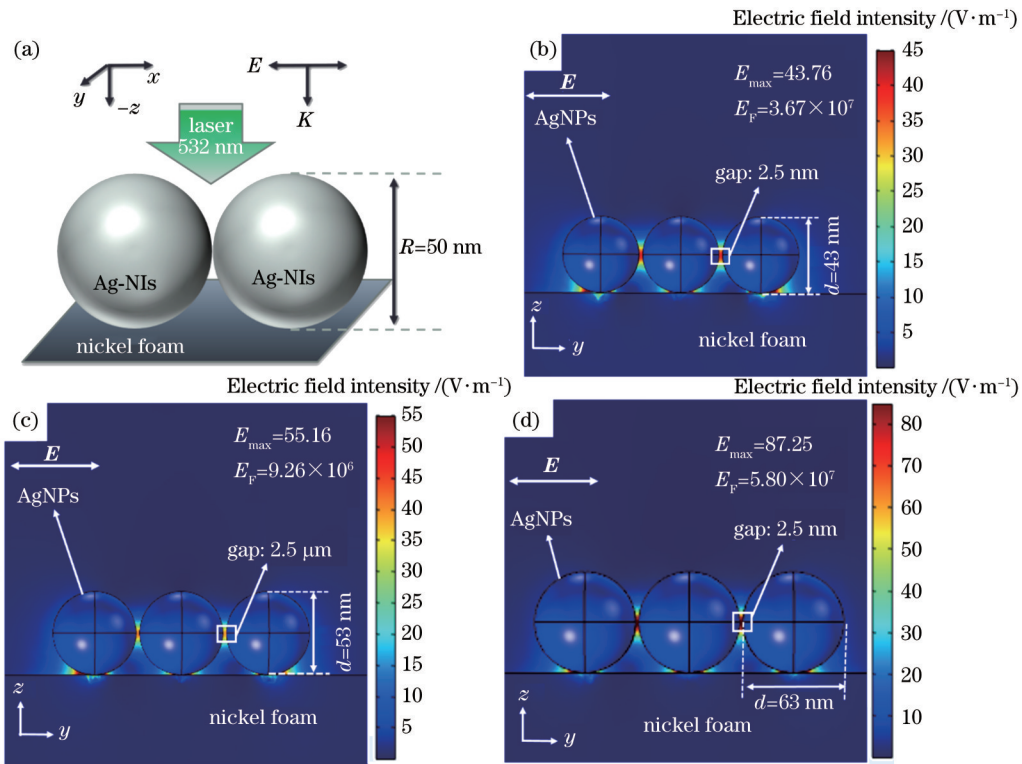 (a)
x
y
−z
E
K
laser
532 nm
Ag-NIs
Ag-NIs
R=50 nm
nickel foam
Electric field intensity /(V·m⁻¹)
(b)
E
Eₘₐₓ=43.76
E_F=3.67×10⁷
AgNPs
gap: 2.5 nm
d=43 nm
z
y
nickel foam
45
40
35
30
25
20
15
10
5
Electric field intensity /(V·m⁻¹)
(c)
E
Eₘₐₓ=55.16
E_F=9.26×10⁶
AgNPs
gap: 2.5 μm
d=53 nm
z
y
nickel foam
55
50
45
40
35
30
25
20
15
10
5
Electric field intensity /(V·m⁻¹)
(d)
E
Eₘₐₓ=87.25
E_F=5.80×10⁷
AgNPs
gap: 2.5 nm
d=63 nm
z
y
nickel foam
80
70
60
50
40
30
20
10